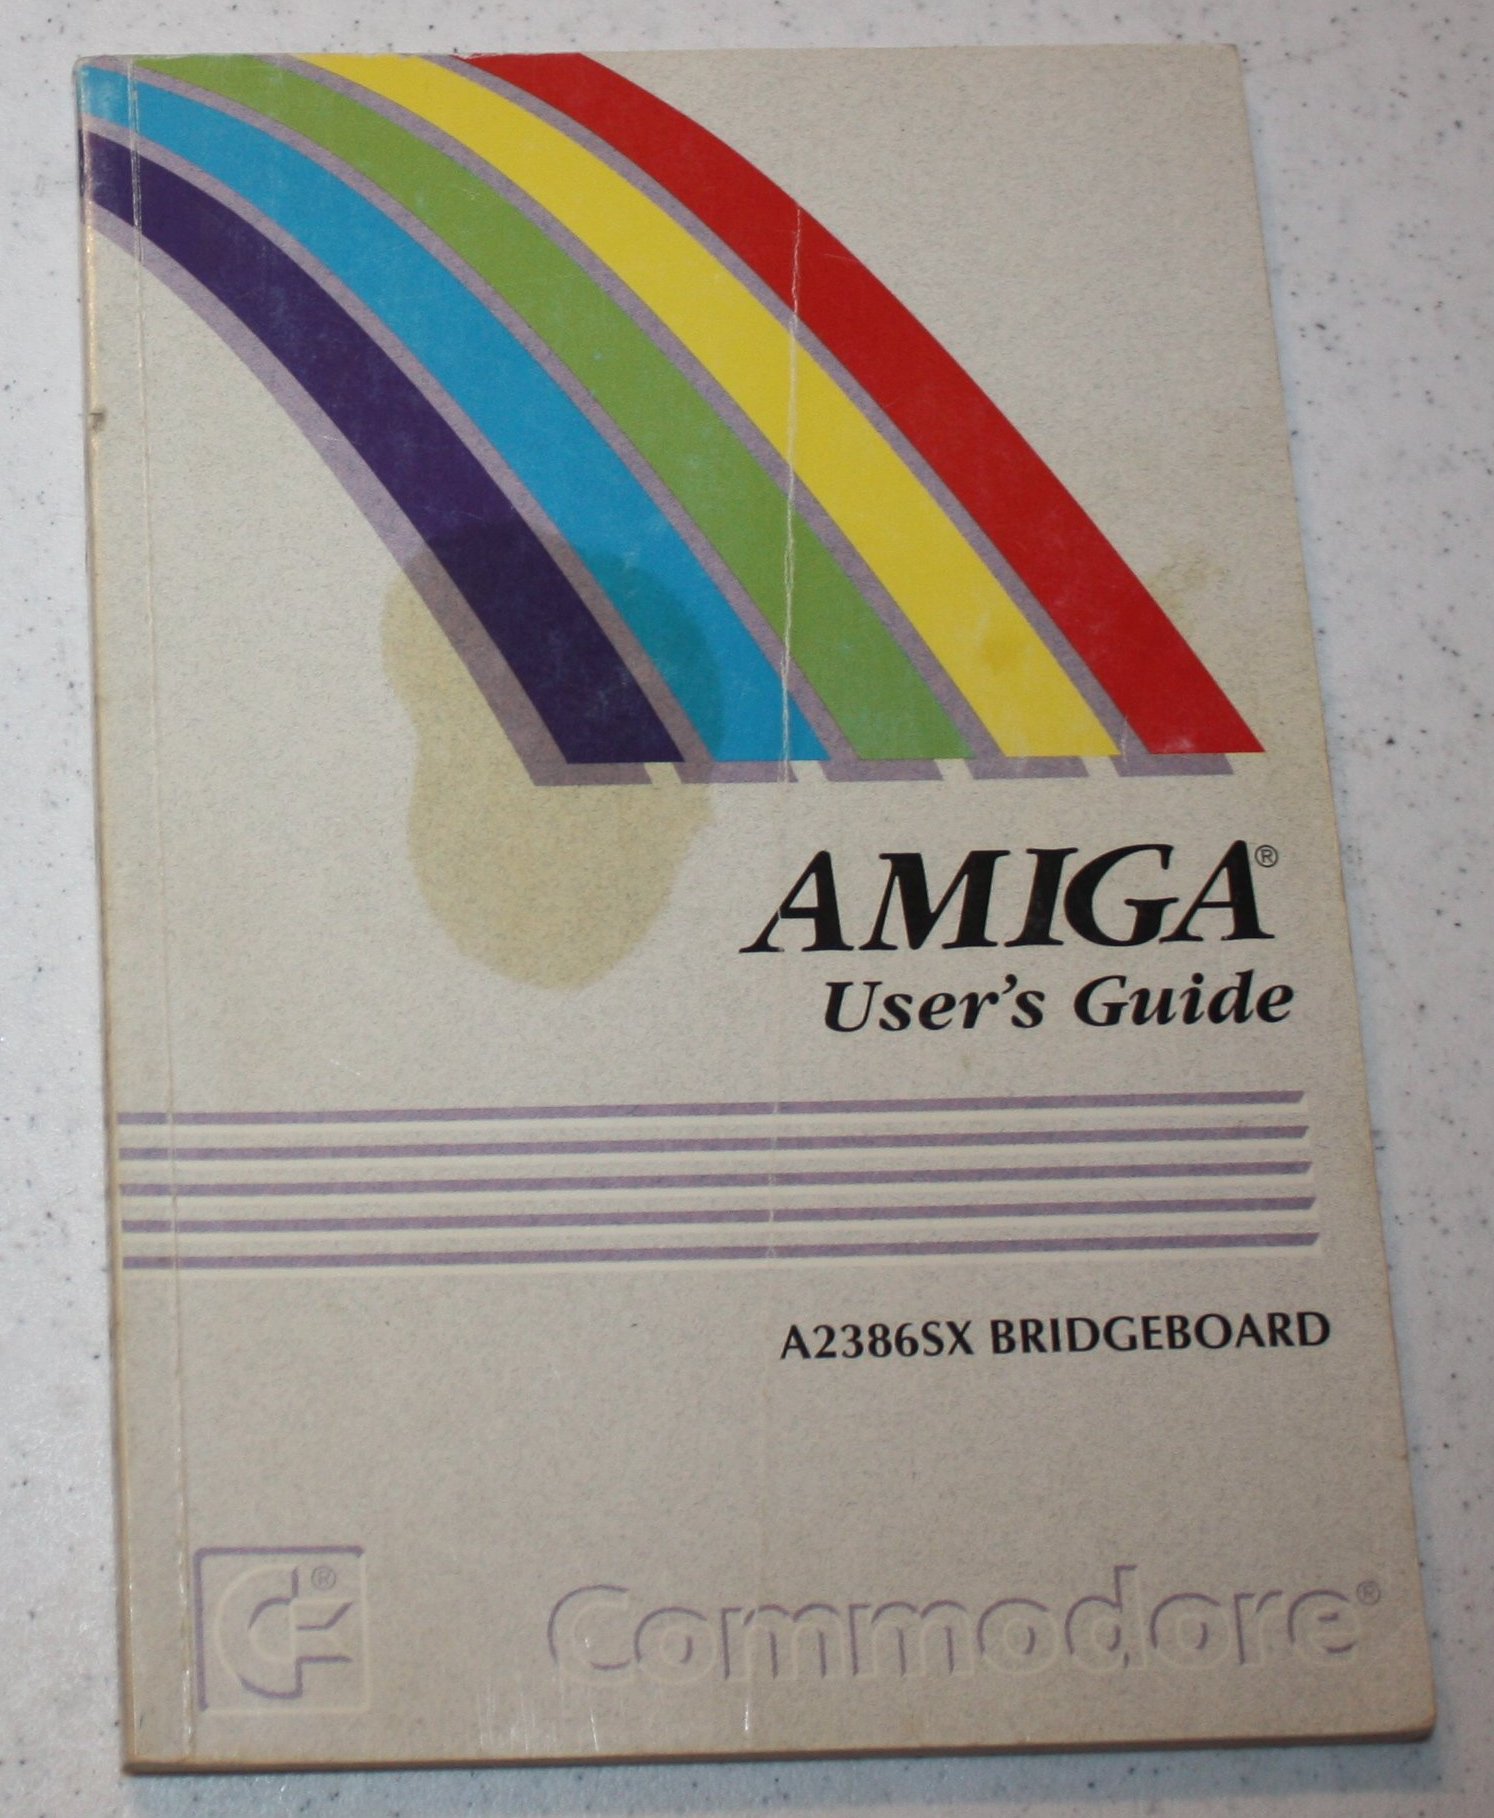 AMIGA®
User's Guide
A2386SX BRIDGEBOARD
®
Commodore®